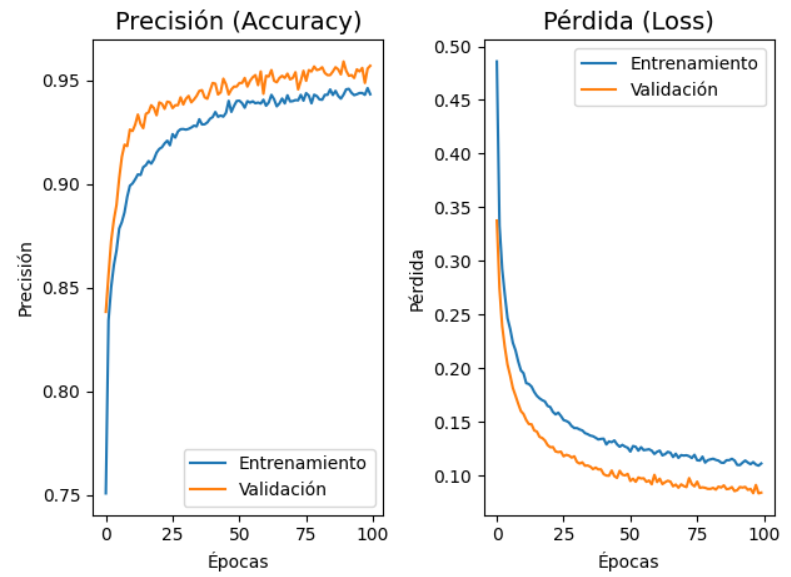 Precisión (Accuracy)
Precisión
0.95
0.90
0.85
0.80
0.75
Entrenamiento
Validación
0
25
50
75
100
Épocas
Pérdida (Loss)
Pérdida
0.50
0.45
0.40
0.35
0.30
0.25
0.20
0.15
0.10
Entrenamiento
Validación
0
25
50
75
100
Épocas